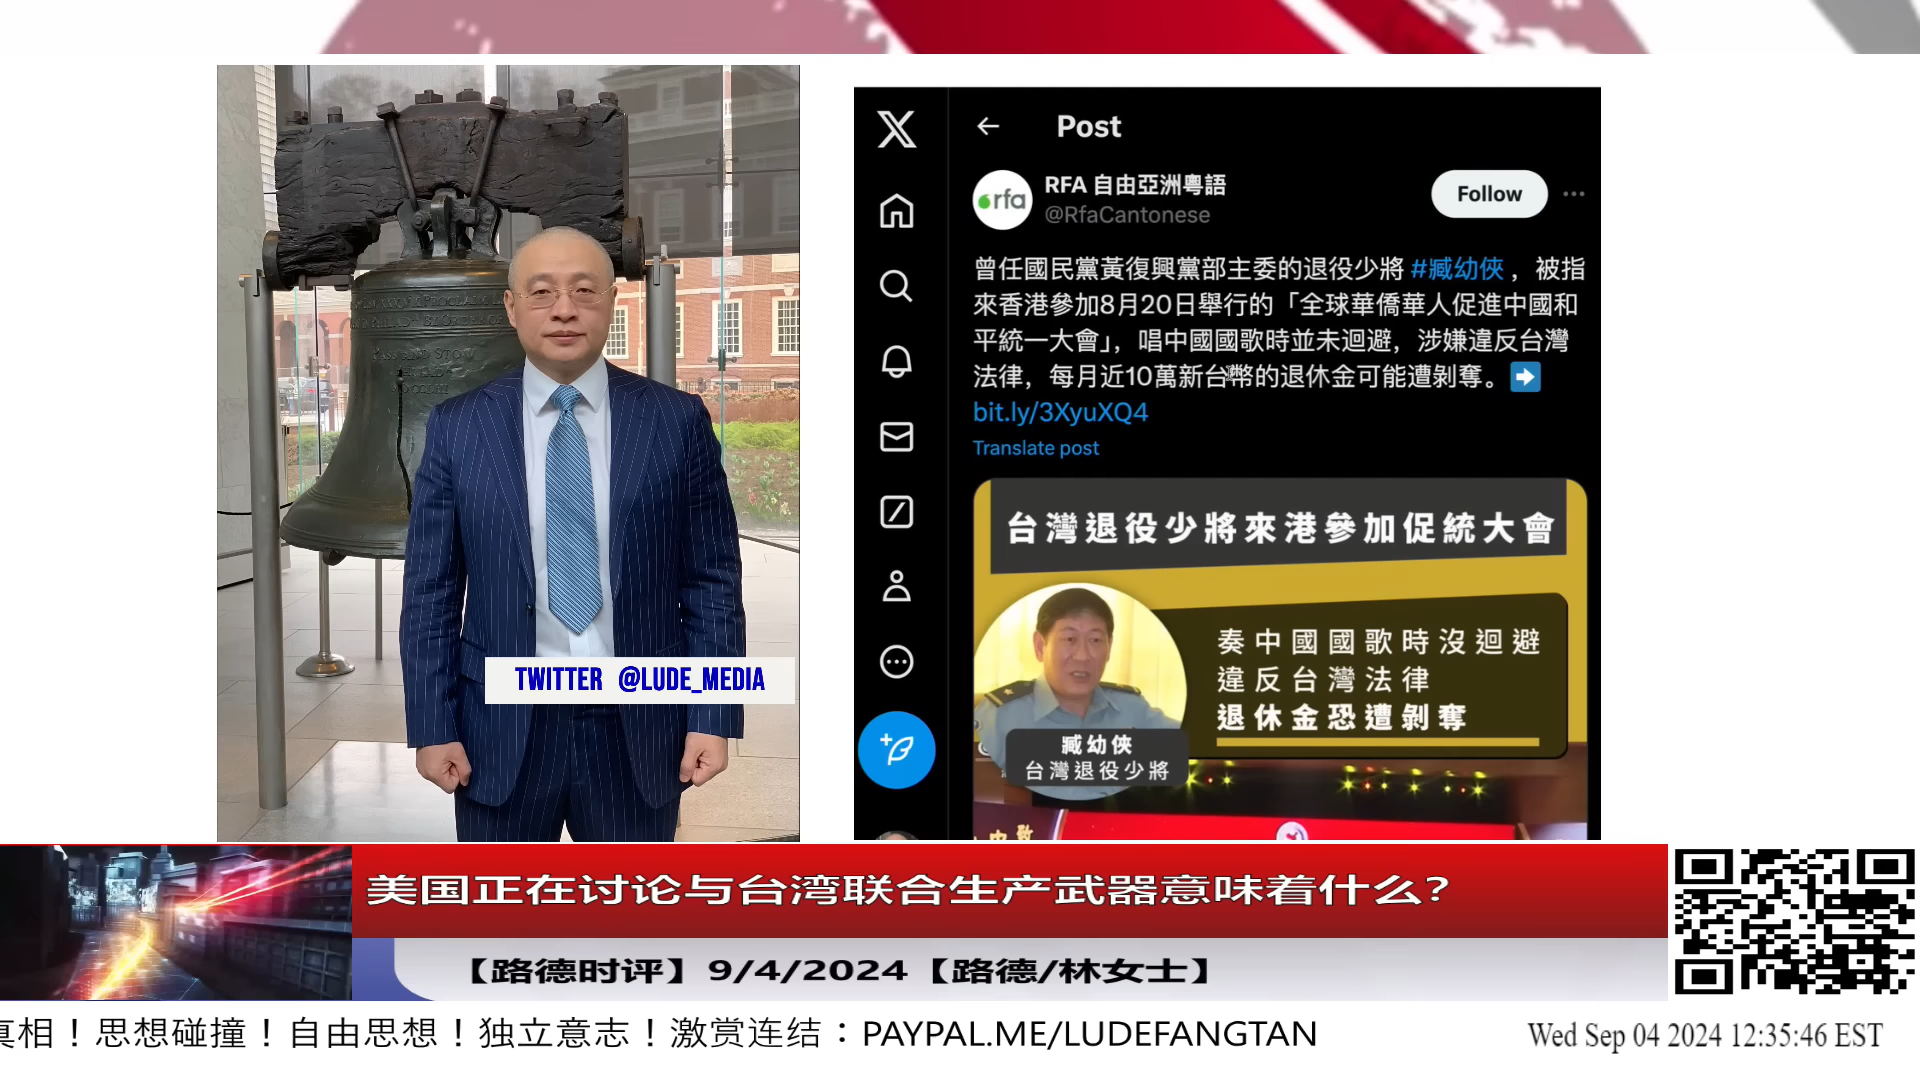 PASS AND STOW
TWITTER @LUDE_MEDIA
Post
rfa
RFA 自由亞洲粵語
@RfaCantonese
Follow
曾任國民黨黃復興黨部主委的退役少將 #臧幼俠 ，被指
來香港參加8月20日舉行的「全球華僑華人促進中國和
平統一大會」，唱中國國歌時並未迴避，涉嫌違反台灣
法律，每月近10萬新台幣的退休金可能遭剝奪。
bit.ly/3XyuXQ4
Translate post
台灣退役少將來港參加促統大會
奏中國國歌時沒迴避
違反台灣法律
退休金恐遭剝奪
臧幼俠
台灣退役少將
美国正在讨论与台湾联合生产武器意味着什么?
【路德时评】9/4/2024【路德/林女士】
真相！思想碰撞！自由思想！独立意志！激赏连结：PAYPAL.ME/LUDEFANGTAN
Wed Sep 04 2024 12:35:46 EST